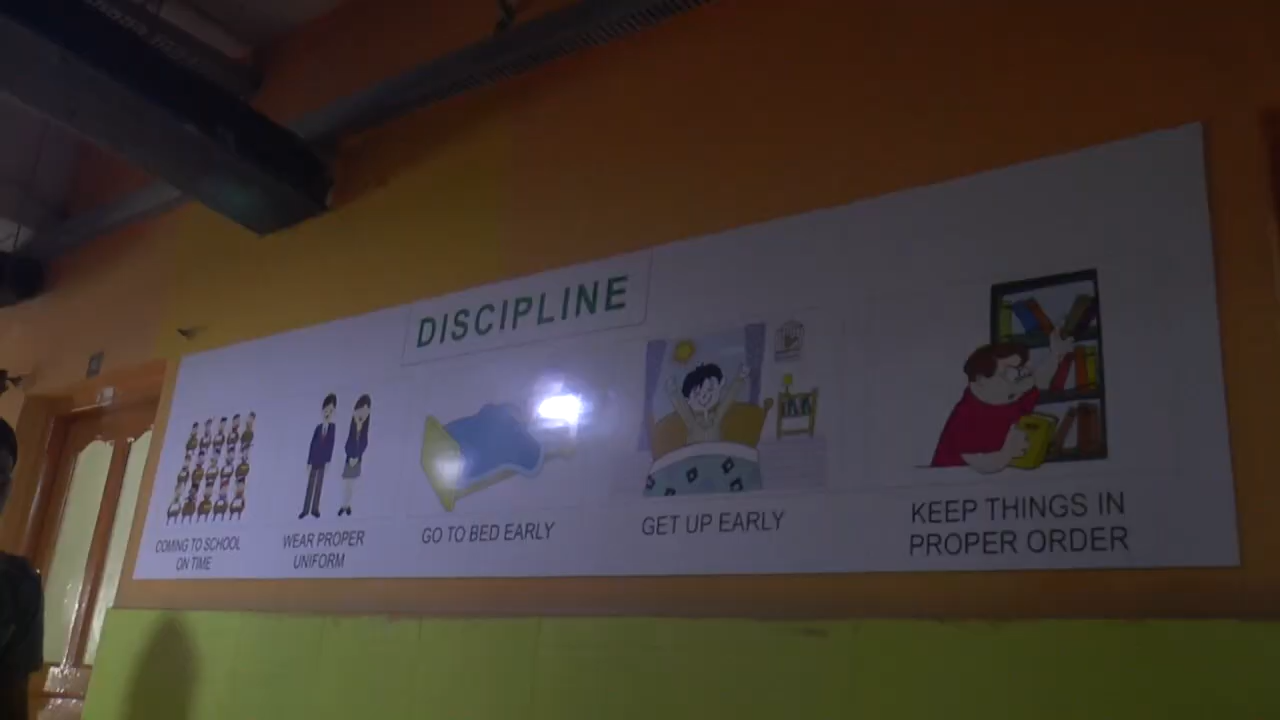 DISCIPLINE
COMING TO SCHOOL
ON TIME
WEAR PROPER
UNIFORM
GO TO BED EARLY
GET UP EARLY
KEEP THINGS IN
PROPER ORDER